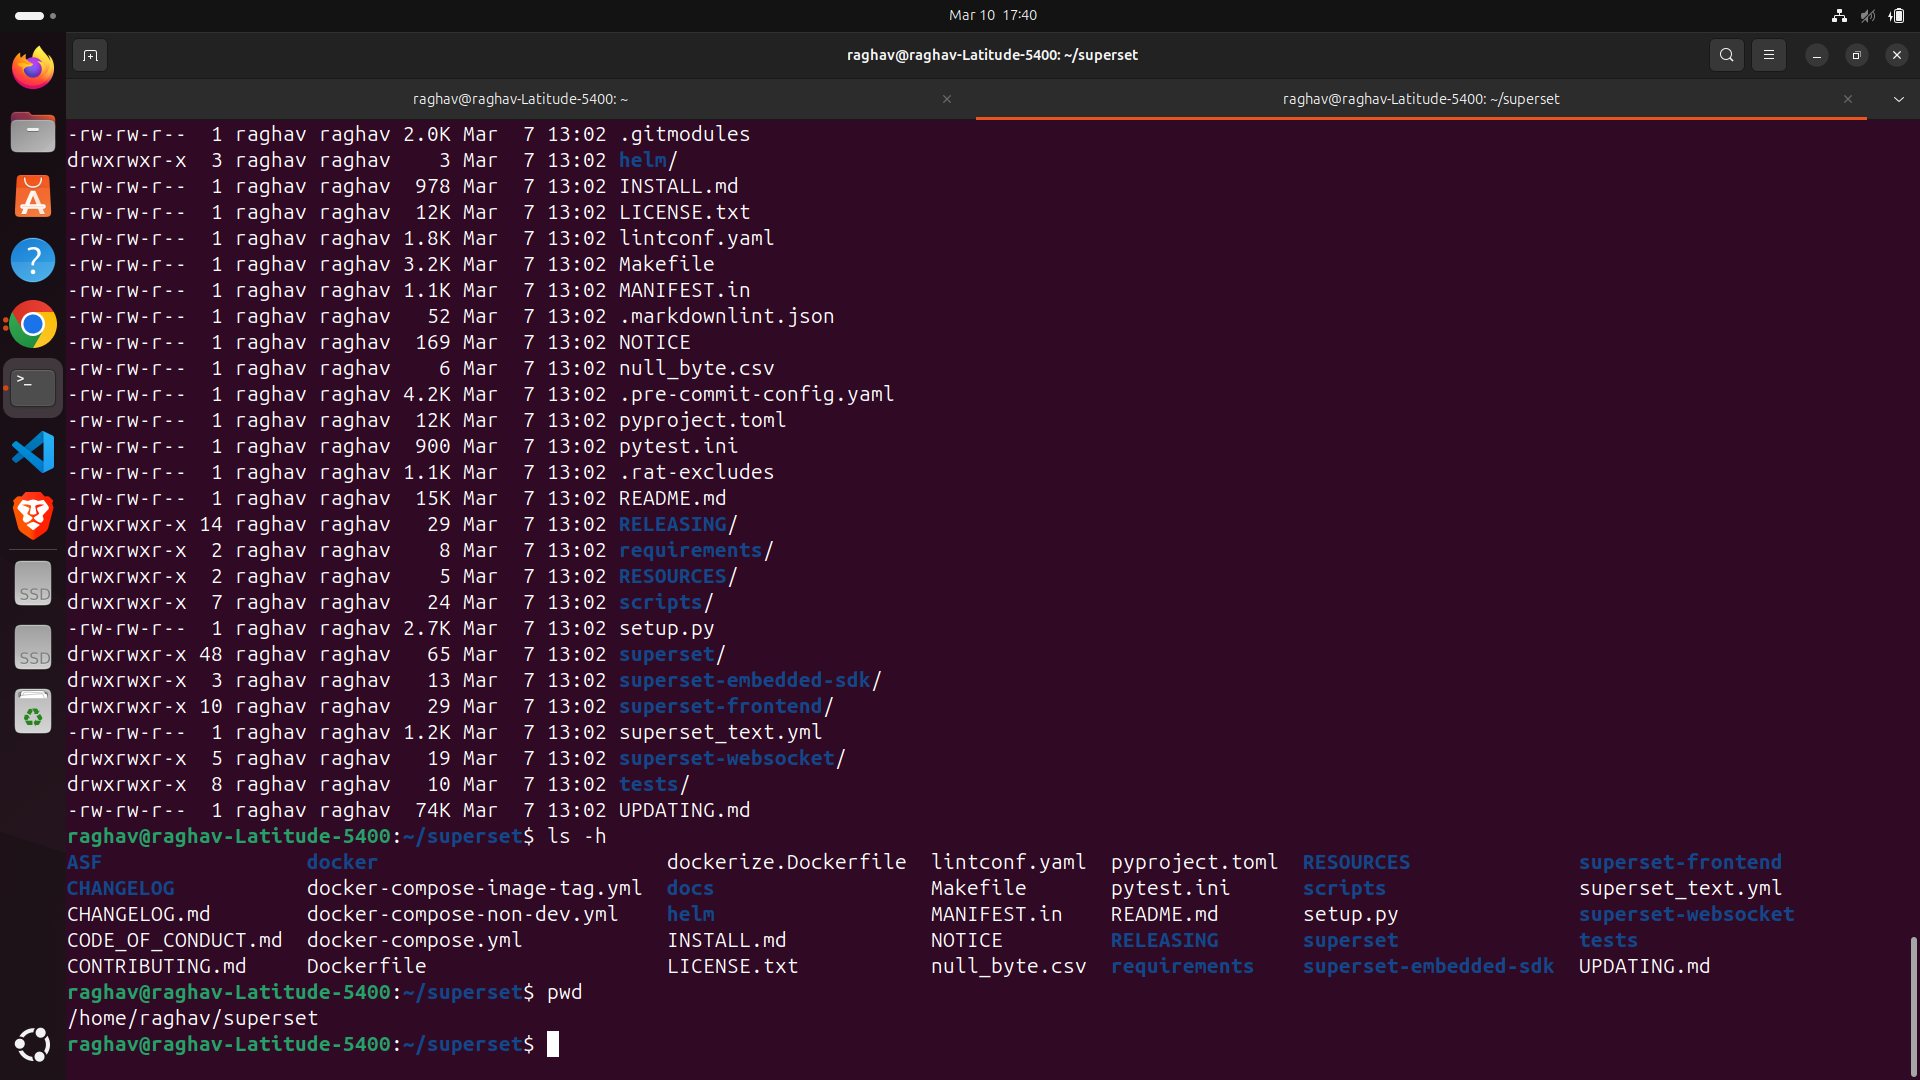 Mar 10 17:40
raghav@raghav-Latitude-5400: ~/superset
raghav@raghav-Latitude-5400: ~
raghav@raghav-Latitude-5400: ~/superset
-rw-rw-r-- 1 raghav raghav 2.0K Mar 7 13:02 .gitmodules
drwxrwxr-x 3 raghav raghav 3 Mar 7 13:02 helm/
-rw-rw-r-- 1 raghav raghav 978 Mar 7 13:02 INSTALL.md
-rw-rw-r-- 1 raghav raghav 12K Mar 7 13:02 LICENSE.txt
-rw-rw-r-- 1 raghav raghav 1.8K Mar 7 13:02 lintconf.yaml
-rw-rw-r-- 1 raghav raghav 3.2K Mar 7 13:02 Makefile
-rw-rw-r-- 1 raghav raghav 1.1K Mar 7 13:02 MANIFEST.in
-rw-rw-r-- 1 raghav raghav 52 Mar 7 13:02 .markdownlint.json
-rw-rw-r-- 1 raghav raghav 169 Mar 7 13:02 NOTICE
-rw-rw-r-- 1 raghav raghav 6 Mar 7 13:02 null_byte.csv
-rw-rw-r-- 1 raghav raghav 4.2K Mar 7 13:02 .pre-commit-config.yaml
-rw-rw-r-- 1 raghav raghav 12K Mar 7 13:02 pyproject.toml
-rw-rw-r-- 1 raghav raghav 900 Mar 7 13:02 pytest.ini
-rw-rw-r-- 1 raghav raghav 1.1K Mar 7 13:02 .rat-excludes
-rw-rw-r-- 1 raghav raghav 15K Mar 7 13:02 README.md
drwxrwxr-x 14 raghav raghav 29 Mar 7 13:02 RELEASING/
drwxrwxr-x 2 raghav raghav 8 Mar 7 13:02 requirements/
drwxrwxr-x 2 raghav raghav 5 Mar 7 13:02 RESOURCES/
drwxrwxr-x 7 raghav raghav 24 Mar 7 13:02 scripts/
-rw-rw-r-- 1 raghav raghav 2.7K Mar 7 13:02 setup.py
drwxrwxr-x 48 raghav raghav 65 Mar 7 13:02 superset/
drwxrwxr-x 3 raghav raghav 13 Mar 7 13:02 superset-embedded-sdk/
drwxrwxr-x 10 raghav raghav 29 Mar 7 13:02 superset-frontend/
-rw-rw-r-- 1 raghav raghav 1.2K Mar 7 13:02 superset_text.yml
drwxrwxr-x 5 raghav raghav 19 Mar 7 13:02 superset-websocket/
drwxrwxr-x 8 raghav raghav 10 Mar 7 13:02 tests/
-rw-rw-r-- 1 raghav raghav 74K Mar 7 13:02 UPDATING.md
raghav@raghav-Latitude-5400:~/superset$ ls -h
ASF docker dockerize.Dockerfile lintconf.yaml pyproject.toml RESOURCES superset-frontend
CHANGELOG docker-compose-image-tag.yml docs Makefile pytest.ini scripts superset_text.yml
CHANGELOG.md docker-compose-non-dev.yml helm MANIFEST.in README.md setup.py superset-websocket
CODE_OF_CONDUCT.md docker-compose.yml INSTALL.md NOTICE RELEASING superset tests
CONTRIBUTING.md Dockerfile LICENSE.txt null_byte.csv requirements superset-embedded-sdk UPDATING.md
raghav@raghav-Latitude-5400:~/superset$ pwd
/home/raghav/superset
raghav@raghav-Latitude-5400:~/superset$
SSD
SSD